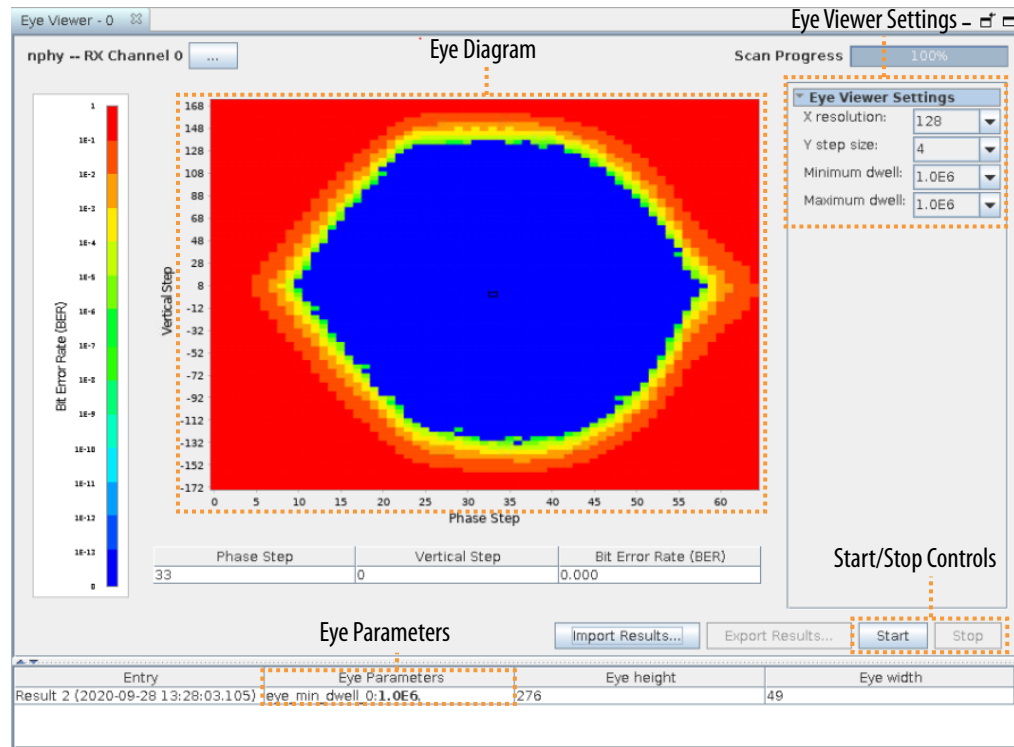 Eye Viewer - 0
Eye Viewer Settings
nphy -- RX Channel 0
...
Eye Diagram
Scan Progress
100%
Eye Viewer Settings
X resolution:
128
Y step size:
4
Minimum dwell:
1.0E6
Maximum dwell:
1.0E6
Bit Error Rate (BER)
1
1E-1
1E-2
1E-3
1E-4
1E-5
1E-6
1E-7
1E-8
1E-9
1E-10
1E-11
1E-12
1E-13
0
Vertical Step
168
148
128
108
88
68
48
28
8
-12
-32
-52
-72
-92
-112
-132
-152
-172
0 5 10 15 20 25 30 35 40 45 50 55 60
Phase Step
Phase Step Vertical Step Bit Error Rate (BER)
33 0 0.000
Start/Stop Controls
Eye Parameters
Import Results...
Export Results...
Start
Stop
Entry Eye Parameters Eye height Eye width
Result 2 (2020-09-28 13:28:03.105) eye_min_dwell_0:1.0E6, 276 49